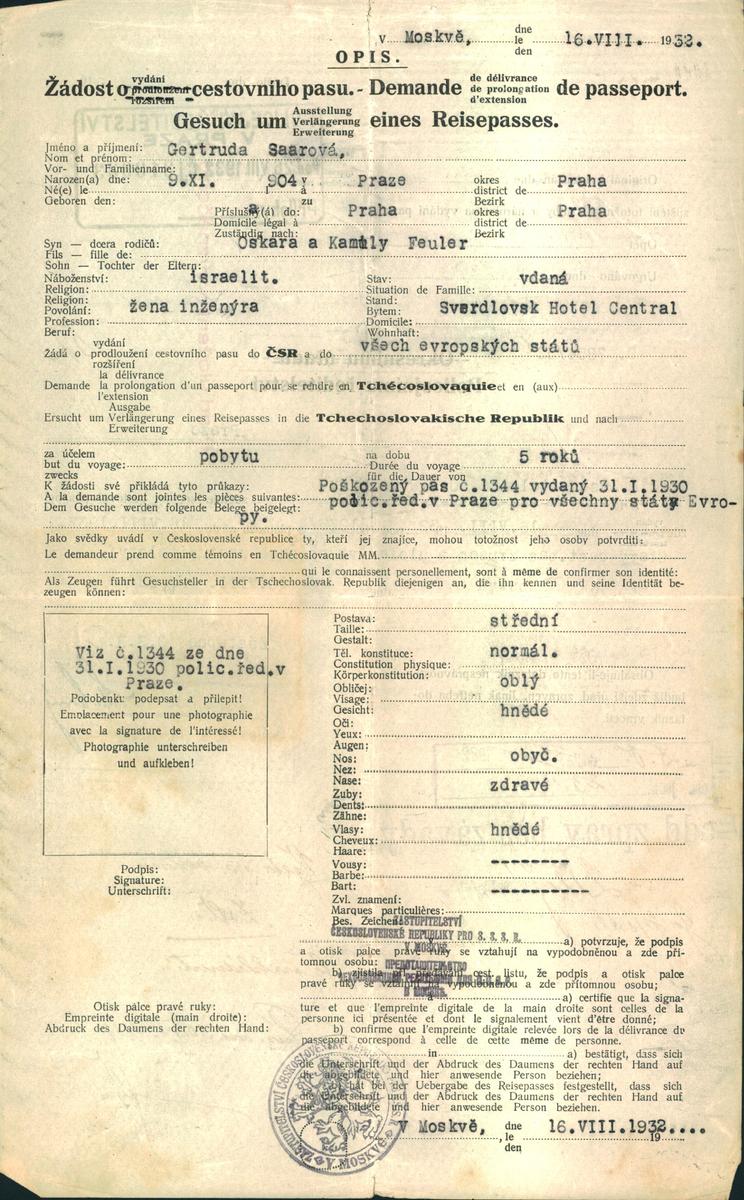 v Moskvě, dne le den 16.VIII. 1932.
OPIS.
Žádost o vydání prodloužení rozšíření cestovního pasu. - Demande de délivrance de prolongation d'extension de passeport.
Gesuch um Ausstellung Verlängerung Erweiterung eines Reisepasses.
Jméno a příjmení: Gertruda Saarová,
Nom et prénom:
Vor- und Familienname:
Narozen(a) dne: 9.XI. 904 v Praze okres Praha
Né(e) le à district de
Geboren den: zu Bezirk
Příslušný(á) do: Praha okres Praha
Domicile légal à district de
Zuständig nach: Bezirk
Syn — dcera rodičů: Oskara a Kamily Feuler
Fils — fille de:
Sohn — Tochter der Eltern:
Náboženství: israelit. Stav: vdaná
Religion: Situation de Famille:
Religion: Stand:
Povolání: žena inženýra Bytem: Sverdlovsk Hotel Central
Profession: Domicile:
Beruf: Wohnhaft:
vydání
Žádá o prodloužení cestovního pasu do ČSR a do všech evropských států
rozšíření
la délivrance
Demande la prolongation d'un passeport pour se rendre en Tchécoslovaquie et en (aux)
l'extension
Ausgabe
Ersucht um Verlängerung eines Reisepasses in die Tchechoslovakische Republik und nach
Erweiterung
za účelem pobytu na dobu 5 roků
but du voyage: Durée du voyage
zwecks für die Dauer von
K žádosti své přikládá tyto průkazy: Poškozený pas č.1344 vydaný 31.I.1930
A la demande sont jointes les pièces suivantes: polic.řed.v Praze pro všechny státy Evro-
Dem Gesuche werden folgende Belege beigelegt:
py.
Jako svědky uvádí v Československé republice ty, kteří jej znajíce, mohou totožnost jeho osoby potvrditi:
Le demandeur prend comme témoins en Tchécoslovaquie MM.
qui le connaissent personellement, sont à même de confirmer son identité:
Als Zeugen führt Gesuchsteller in der Tschechoslovak. Republik diejenigen an, die ihn kennen und seine Identität be-
zeugen können:
Viz č.1344 ze dne
31.I.1930 polic.řed.v
Praze.
Podobenku podepsat a přilepit!
Emplacement pour une photographie
avec la signature de l'intéressé!
Photographie unterschreiben
und aufkleben!
Podpis:
Signature:
Unterschrift:
Otisk palce pravé ruky:
Empreinte digitale (main droite):
Abdruck des Daumens der rechten Hand:
Postava: střední
Taille:
Gestalt:
Těl. konstituce: normál.
Constitution physique:
Körperkonstitution:
Obličej: oblý
Visage:
Gesicht: hnědé
Oči:
Yeux:
Augen:
Nos: obyč.
Nez:
Nase: zdravé
Zuby:
Dents:
Zähne:
Vlasy: hnědé
Cheveux:
Haare:
Vousy: ---------
Barbe:
Bart: -----------
Zvl. znamení:
Marques particulières:
Bes. Zeichen:
ZASTUPITELSTVÍ
ČESKOSLOVENSKÉ REPUBLIKY PRO S. S. S. R.
V MOSKVĚ
a) potvrzuje, že podpis
a otisk palce pravé ruky se vztahují na vypodobněnou a zde pří-
tomnou osobu:
b) zjistila při předávání cest. listu, že podpis a otisk palce
pravé ruky se vztahují na vypodobněnou a zde přítomnou osobu;
a) certifie que la signa-
ture et que l'empreinte digitale de la main droite sont celles de la
personne ici présentée et dont le signalement vient d'être donné;
b) confirme que l'empreinte digitale relevée lors de la délivrance du
passeport correspond à celle de cette même de personne.
in a) bestätigt, dass sich
die Unterschrift und der Abdruck des Daumens der rechten Hand auf
die abgebildete und hier anwesende Person beziehen;
b) hat bei der Uebergabe des Reisepasses festgestellt, dass sich
die Unterschrift und der Abdruck des Daumens der rechten Hand auf
die abgebildete und hier anwesende Person beziehen.
V Moskvě, dne le den 16.VIII.1932....
19